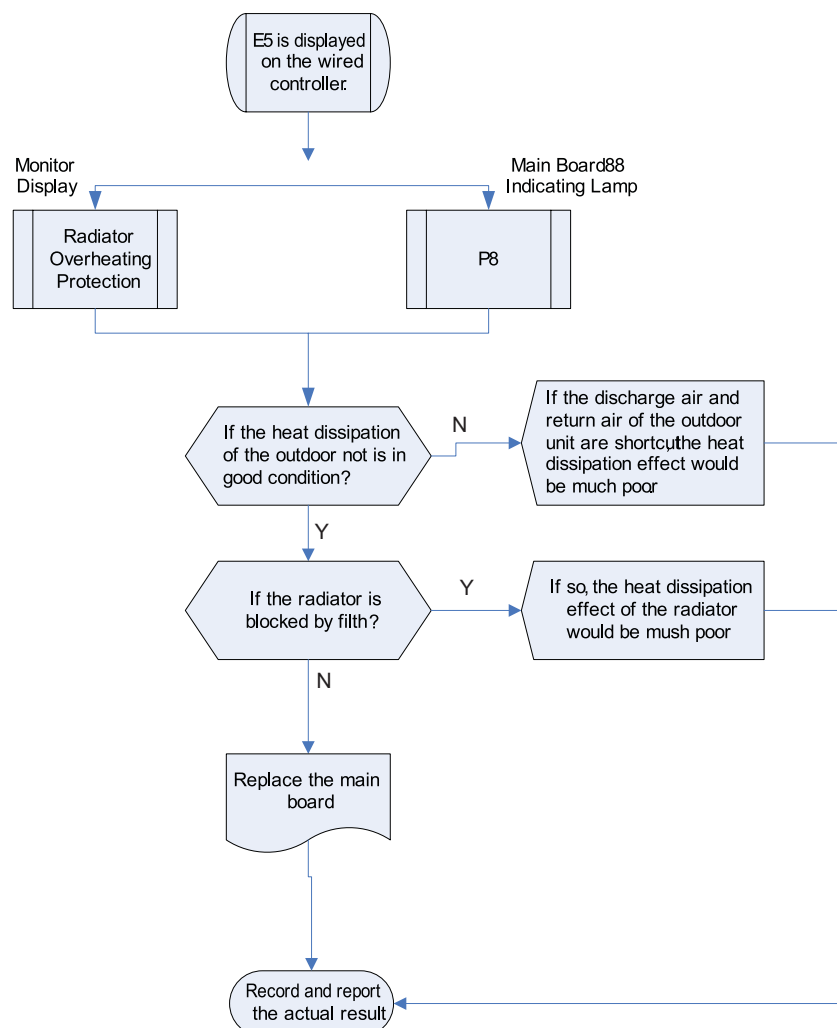 E5 is displayed
on the wired
controller.
Monitor
Display
Main Board88
Indicating Lamp
Radiator
Overheating
Protection
P8
If the heat dissipation
of the outdoor not is in
good condition?
N
If the discharge air and
return air of the outdoor
unit are shortcut,the heat
dissipation effect would
be much poor.
Y
If the radiator is
blocked by filth?
Y
If so, the heat dissipation
effect of the radiator
would be mush poor
N
Replace the main
board
Record and report
the actual result